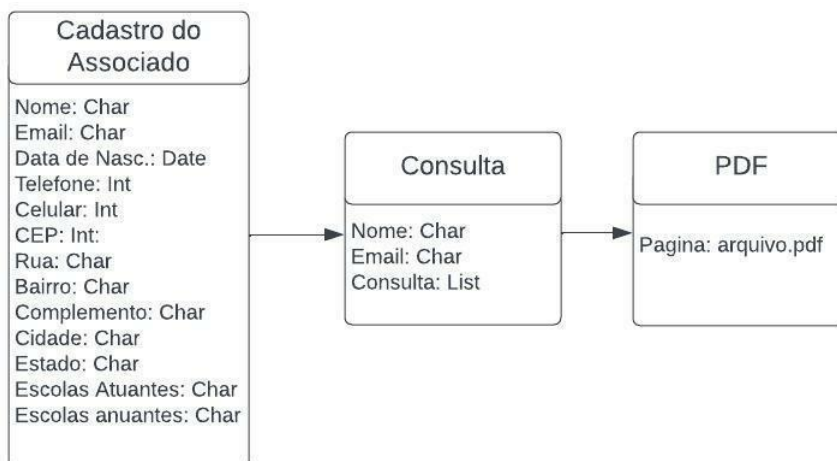 Cadastro do
Associado
Nome: Char
Email: Char
Data de Nasc.: Date
Telefone: Int
Celular: Int
CEP: Int:
Rua: Char
Bairro: Char
Complemento: Char
Cidade: Char
Estado: Char
Escolas Atuantes: Char
Escolas anuantes: Char
Consulta
Nome: Char
Email: Char
Consulta: List
PDF
Pagina: arquivo.pdf